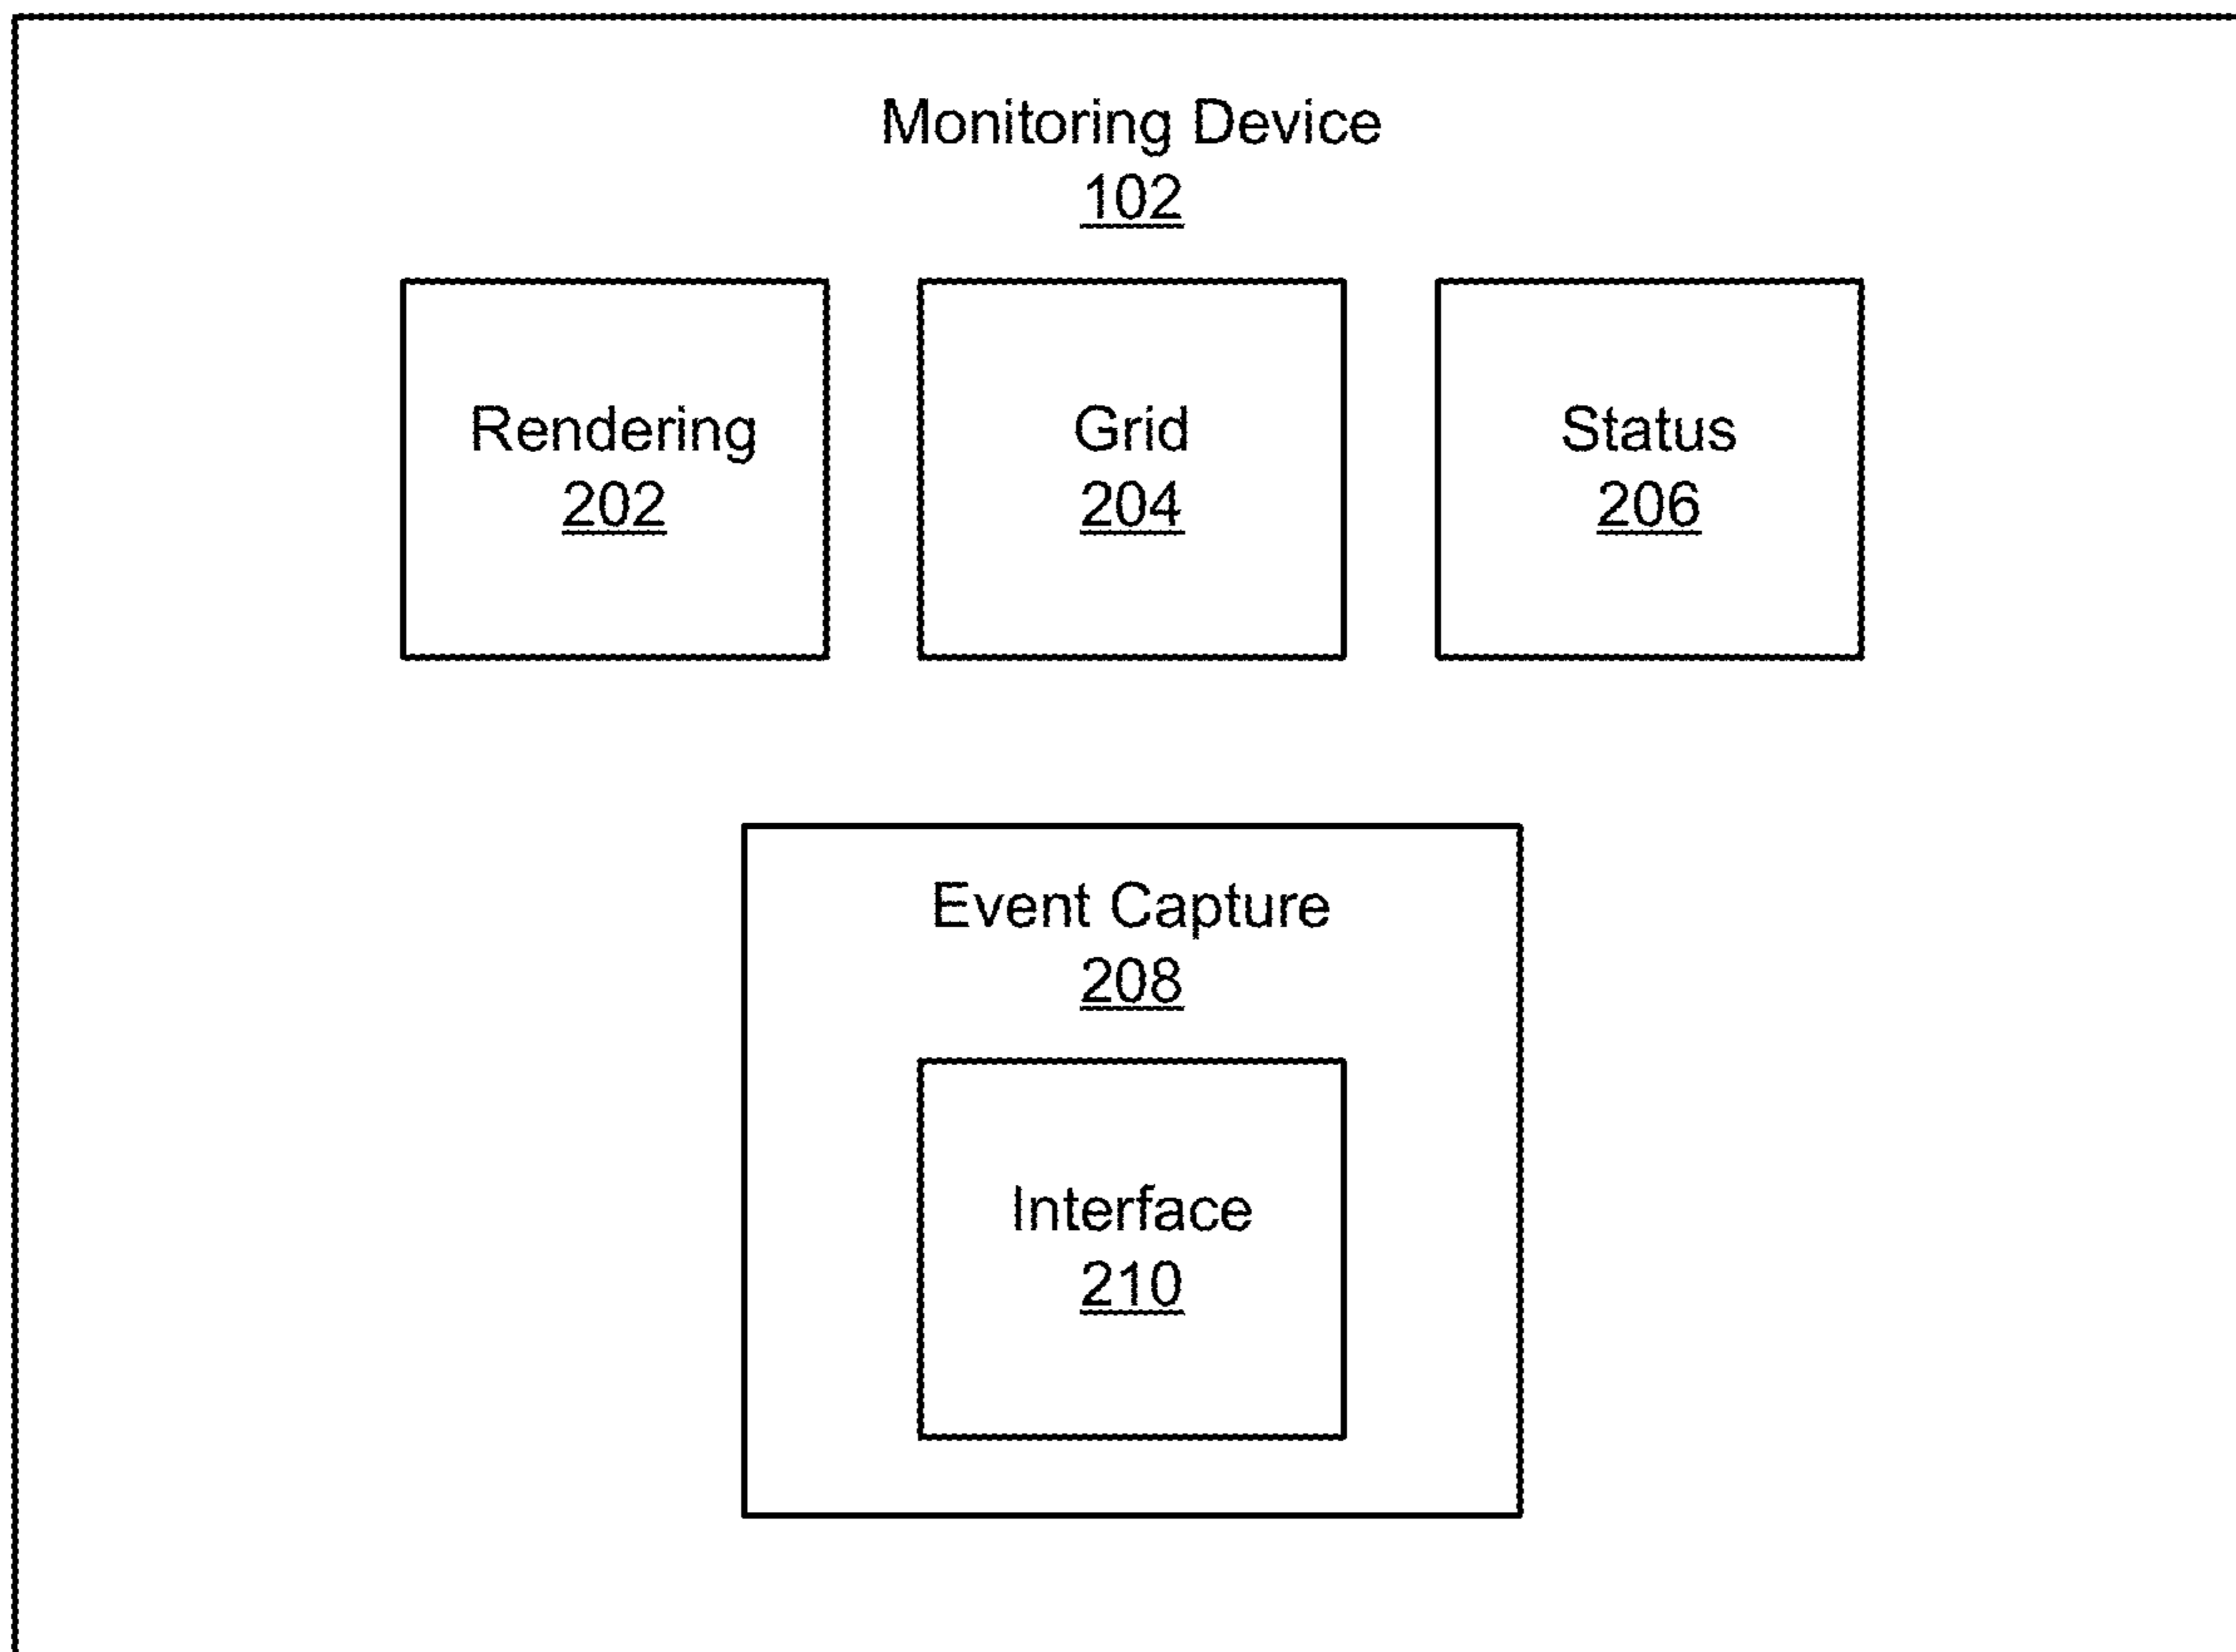 Monitoring Device
102
Rendering
202
Grid
204
Status
206
Event Capture
208
Interface
210